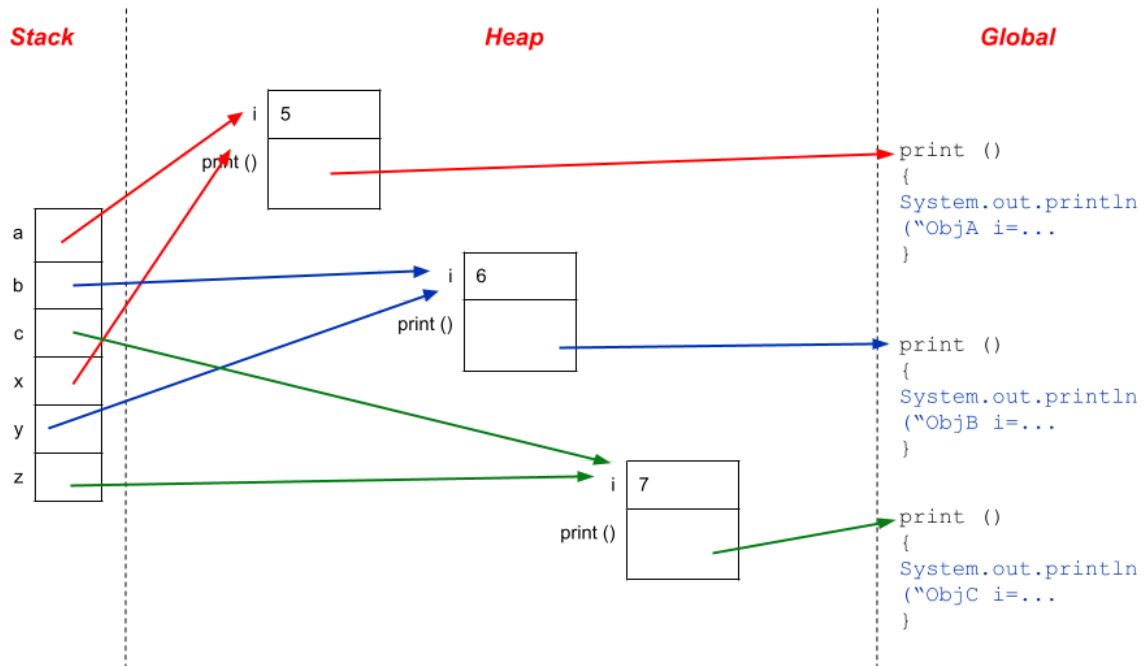 Stack
Heap
Global
i
5
print ()
a
b
c
x
y
z
i
6
print ()
i
7
print ()
print ()
{
System.out.println
(“ObjA i=...
}
print ()
{
System.out.println
(“ObjB i=...
}
print ()
{
System.out.println
(“ObjC i=...
}